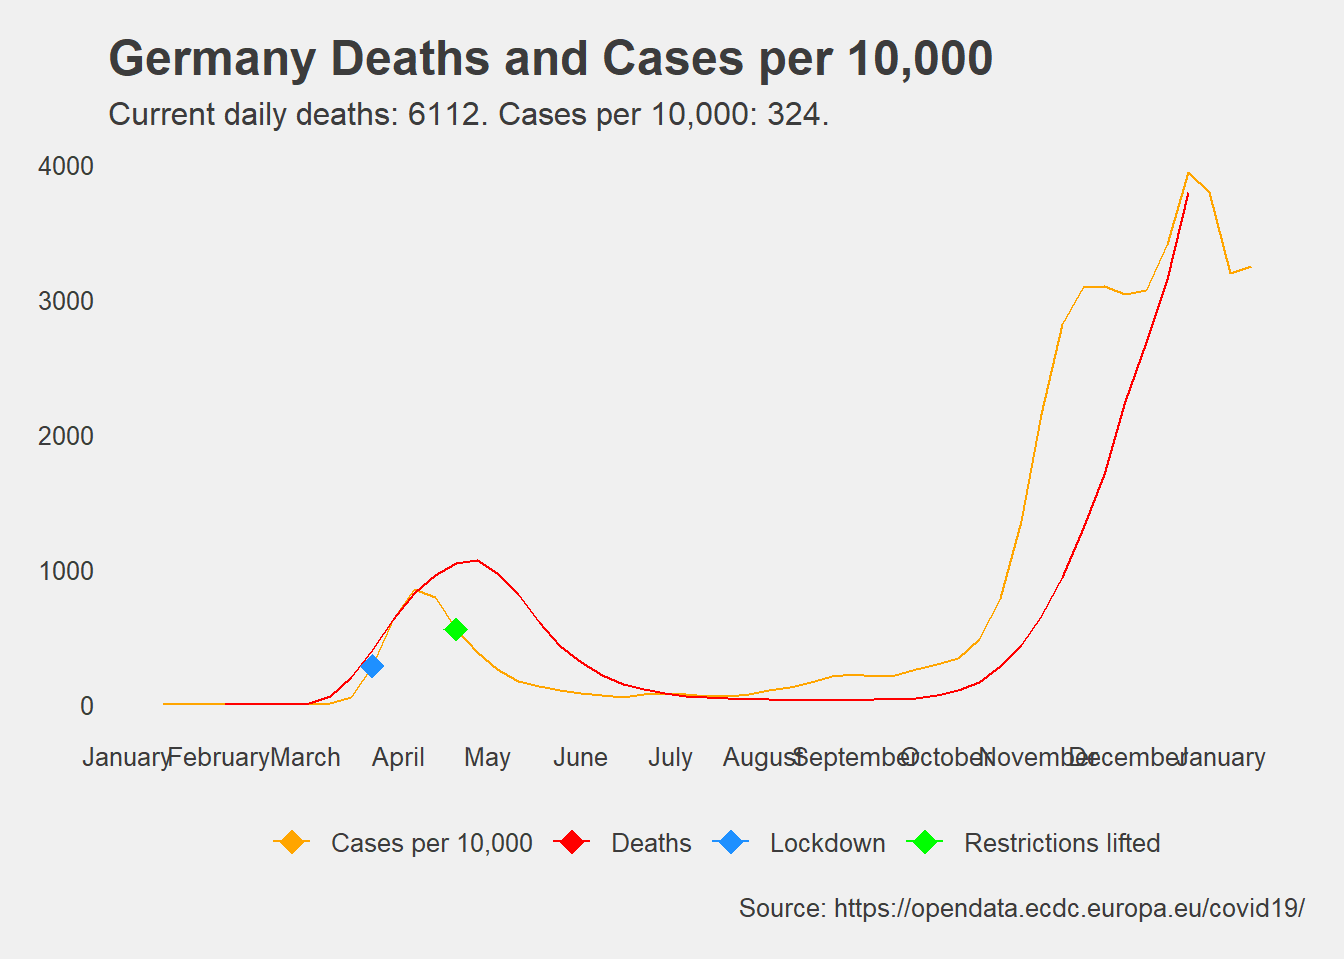 Germany Deaths and Cases per 10,000
Current daily deaths: 6112. Cases per 10,000: 324.
4000
3000
2000
1000
0
January February March April May June July August September October November December January
Cases per 10,000 Deaths Lockdown Restrictions lifted
Source: https://opendata.ecdc.europa.eu/covid19/